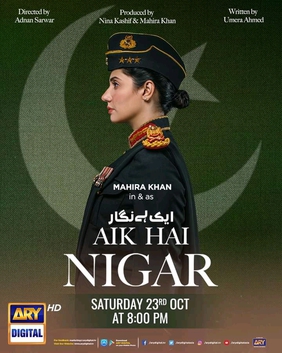 Directed by
Adnan Sarwar
Produced by
Nina Kashif & Mahira Khan
Written by
Umera Ahmed
MAHIRA KHAN
in & as
ایک ہے نگار
AIK HAI
NIGAR
SATURDAY 23RD OCT
AT 8:00 PM
ARY
DIGITAL
HD